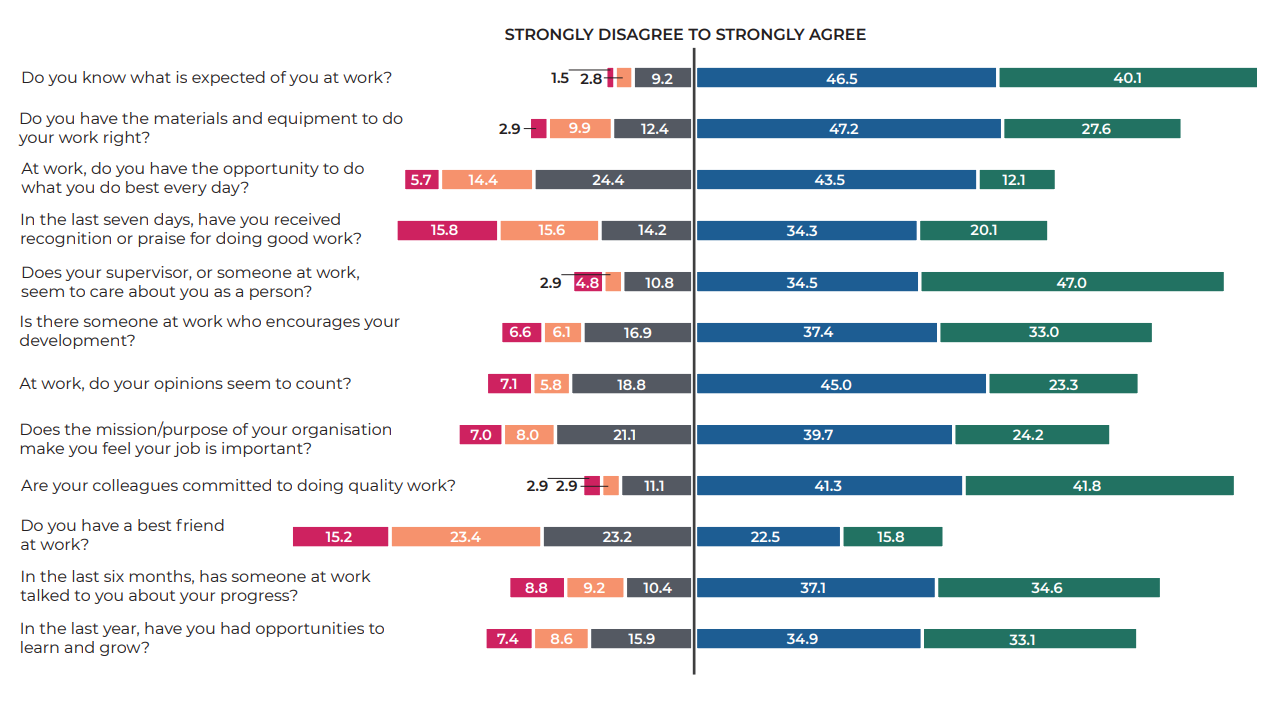 STRONGLY DISAGREE TO STRONGLY AGREE
Do you know what is expected of you at work?
1.5 2.8 9.2 46.5 40.1
Do you have the materials and equipment to do
your work right?
2.9 9.9 12.4 47.2 27.6
At work, do you have the opportunity to do
what you do best every day?
5.7 14.4 24.4 43.5 12.1
In the last seven days, have you received
recognition or praise for doing good work?
15.8 15.6 14.2 34.3 20.1
Does your supervisor, or someone at work,
seem to care about you as a person?
2.9 4.8 10.8 34.5 47.0
Is there someone at work who encourages your
development?
6.6 6.1 16.9 37.4 33.0
At work, do your opinions seem to count?
7.1 5.8 18.8 45.0 23.3
Does the mission/purpose of your organisation
make you feel your job is important?
7.0 8.0 21.1 39.7 24.2
Are your colleagues committed to doing quality work?
2.9 2.9 11.1 41.3 41.8
Do you have a best friend
at work?
15.2 23.4 23.2 22.5 15.8
In the last six months, has someone at work
talked to you about your progress?
8.8 9.2 10.4 37.1 34.6
In the last year, have you had opportunities to
learn and grow?
7.4 8.6 15.9 34.9 33.1